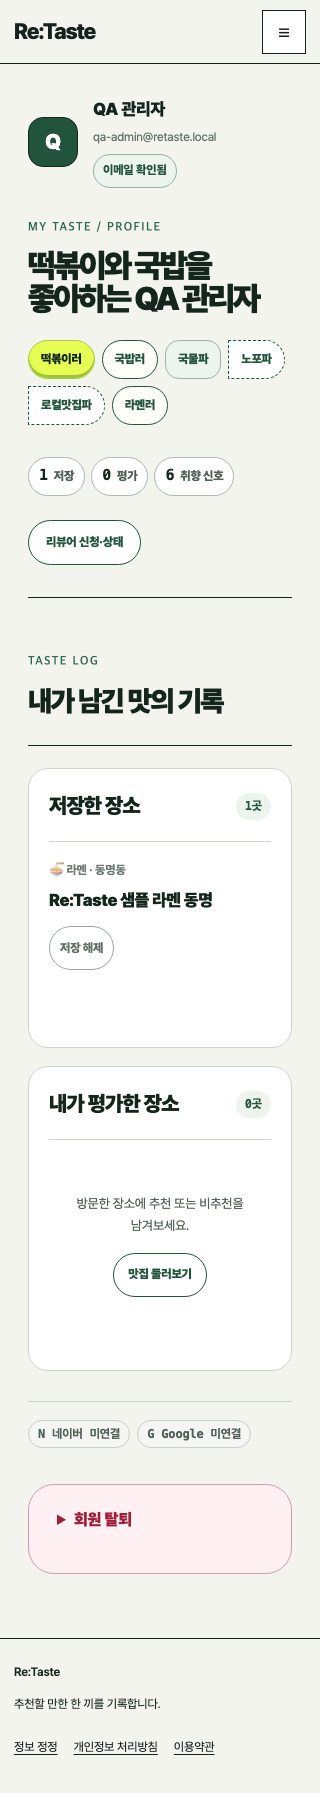 Re:Taste
Q
QA 관리자
qa-admin@retaste.local
이메일 확인됨
MY TASTE / PROFILE
떡볶이와 국밥을
좋아하는 QA 관리자
떡볶이러 국밥러 국물파 노포파
로컬맛집파 라멘러
1 저장 0 평가 6 취향 신호
리뷰어 신청·상태
TASTE LOG
내가 남긴 맛의 기록
저장한 장소 1곳
라멘 · 동명동
Re:Taste 샘플 라멘 동명
저장 해제
내가 평가한 장소 0곳
방문한 장소에 추천 또는 비추천을
남겨보세요.
맛집 둘러보기
N 네이버 미연결 G Google 미연결
회원 탈퇴
Re:Taste
추천할 만한 한 끼를 기록합니다.
정보 정정 개인정보 처리방침 이용약관